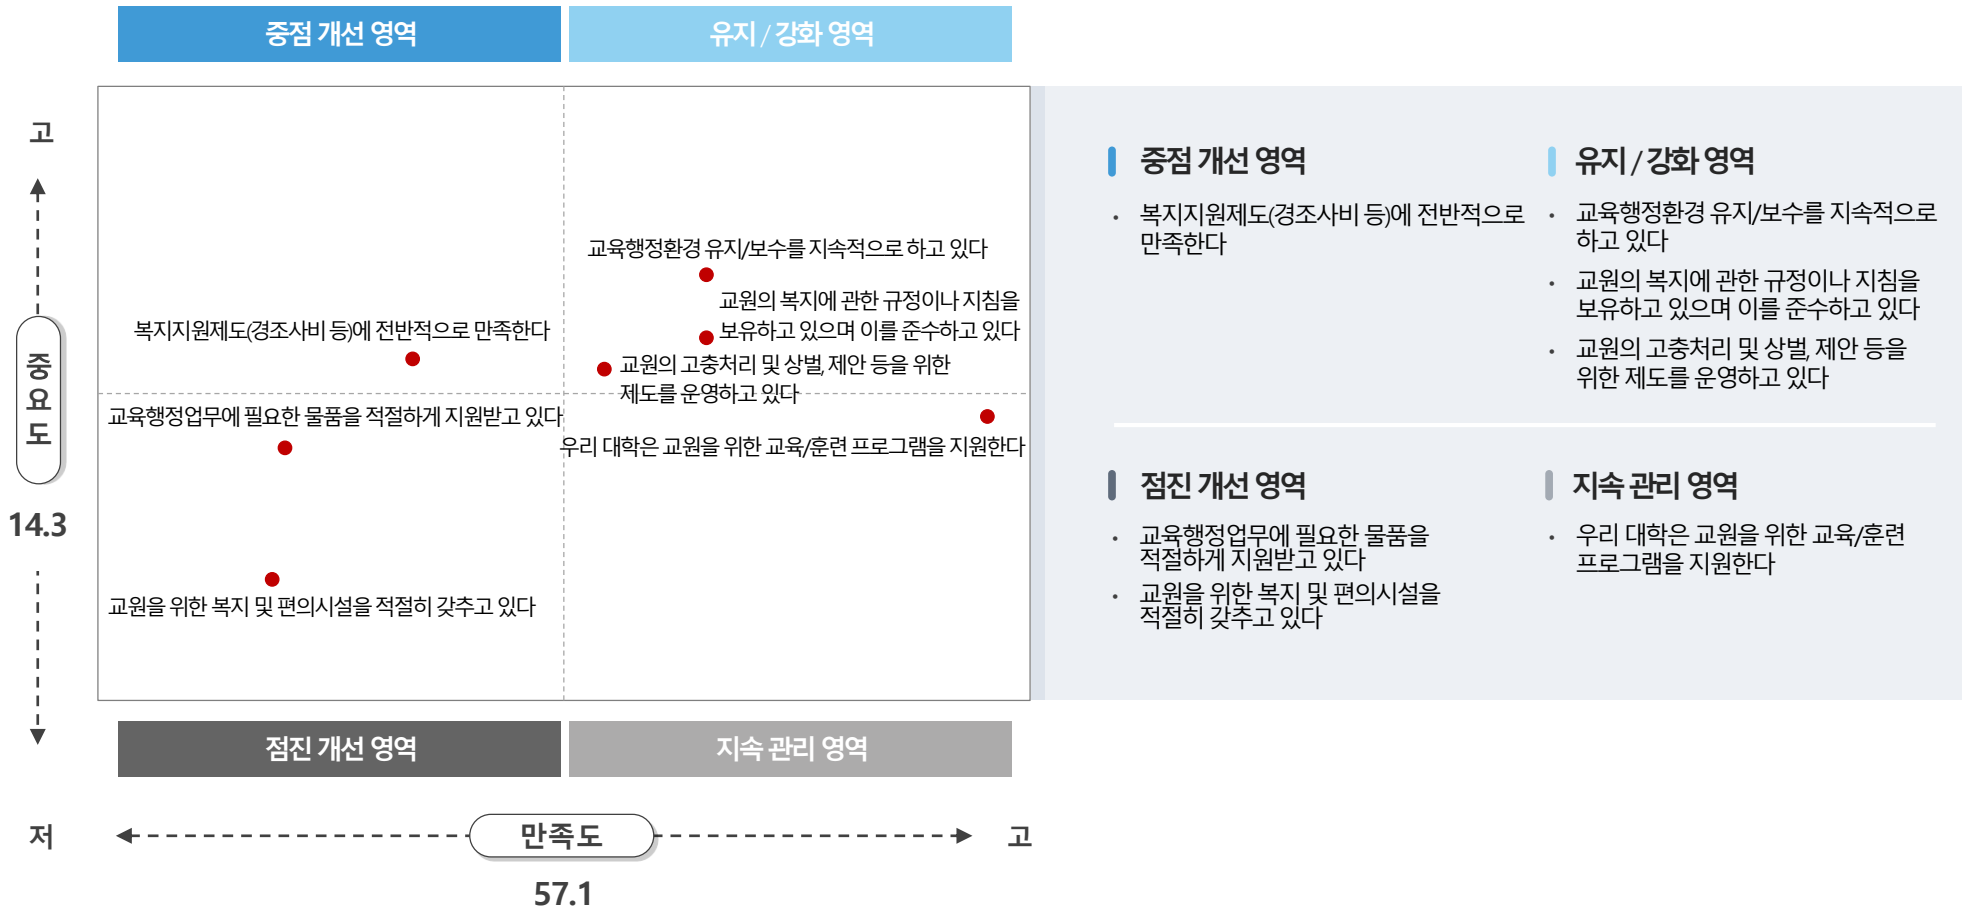 중점 개선 영역
유지 / 강화 영역
고
중요도
14.3
저
교육행정환경 유지/보수를 지속적으로 하고 있다
교원의 복지에 관한 규정이나 지침을
보유하고 있으며 이를 준수하고 있다
복지지원제도(경조사비 등)에 전반적으로 만족한다
교원의 고충처리 및 상벌, 제안 등을 위한
제도를 운영하고 있다
교육행정업무에 필요한 물품을 적절하게 지원받고 있다
우리 대학은 교원을 위한 교육/훈련 프로그램을 지원한다
교원을 위한 복지 및 편의시설을 적절히 갖추고 있다
점진 개선 영역
지속 관리 영역
만족도
고
57.1
중점 개선 영역
• 복지지원제도(경조사비 등)에 전반적으로
만족한다
유지 / 강화 영역
• 교육행정환경 유지/보수를 지속적으로
하고 있다
• 교원의 복지에 관한 규정이나 지침을
보유하고 있으며 이를 준수하고 있다
• 교원의 고충처리 및 상벌, 제안 등을
위한 제도를 운영하고 있다
점진 개선 영역
• 교육행정업무에 필요한 물품을
적절하게 지원받고 있다
• 교원을 위한 복지 및 편의시설을
적절히 갖추고 있다
지속 관리 영역
• 우리 대학은 교원을 위한 교육/훈련
프로그램을 지원한다